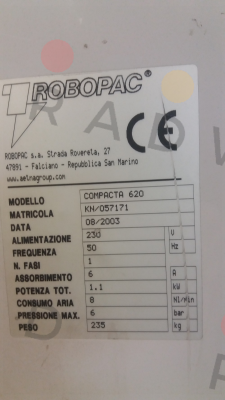 ROBOPAC®
CE
ROBOPAC s.a. Strada Rovereta, 27
47891 - Falciano - Repubblica San Marino
www.aetnagroup.com
MODELLO COMPACTA 620
MATRICOLA KN/057171
DATA 08/2003
ALIMENTAZIONE 230 V
FREQUENZA 50 Hz
N. FASI 1
ASSORBIMENTO 6 A
POTENZA TOT. 1.1 kW
CONSUMO ARIA 8 Nl/Min
PRESSIONE MAX. 6 bar
PESO 235 kg